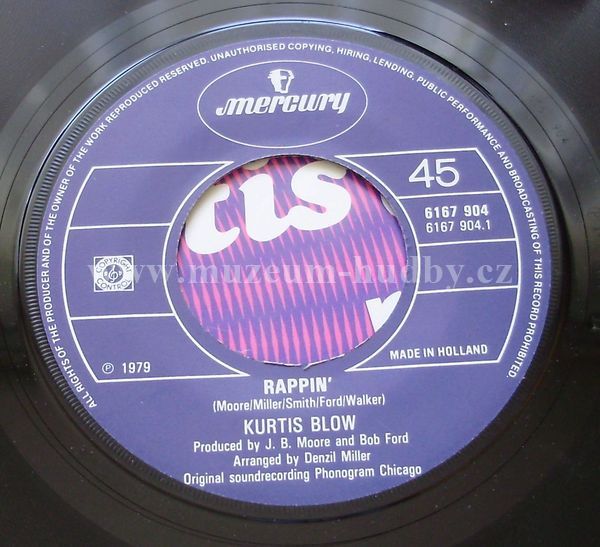 ALL RIGHTS OF THE PRODUCER AND OF THE OWNER OF THE WORK REPRODUCED RESERVED. UNAUTHORISED COPYING, HIRING, LENDING, PUBLIC PERFORMANCE AND BROADCASTING OF THIS RECORD PROHIBITED.
mercury
45
6167 904
6167 904.1
tis
www.muzeum-hudby.cz
COPYRIGHT
CONTROL
℗ 1979
MADE IN HOLLAND
RAPPIN'
(Moore/Miller/Smith/Ford/Walker)
KURTIS BLOW
Produced by J. B. Moore and Bob Ford
Arranged by Denzil Miller
Original soundrecording Phonogram Chicago